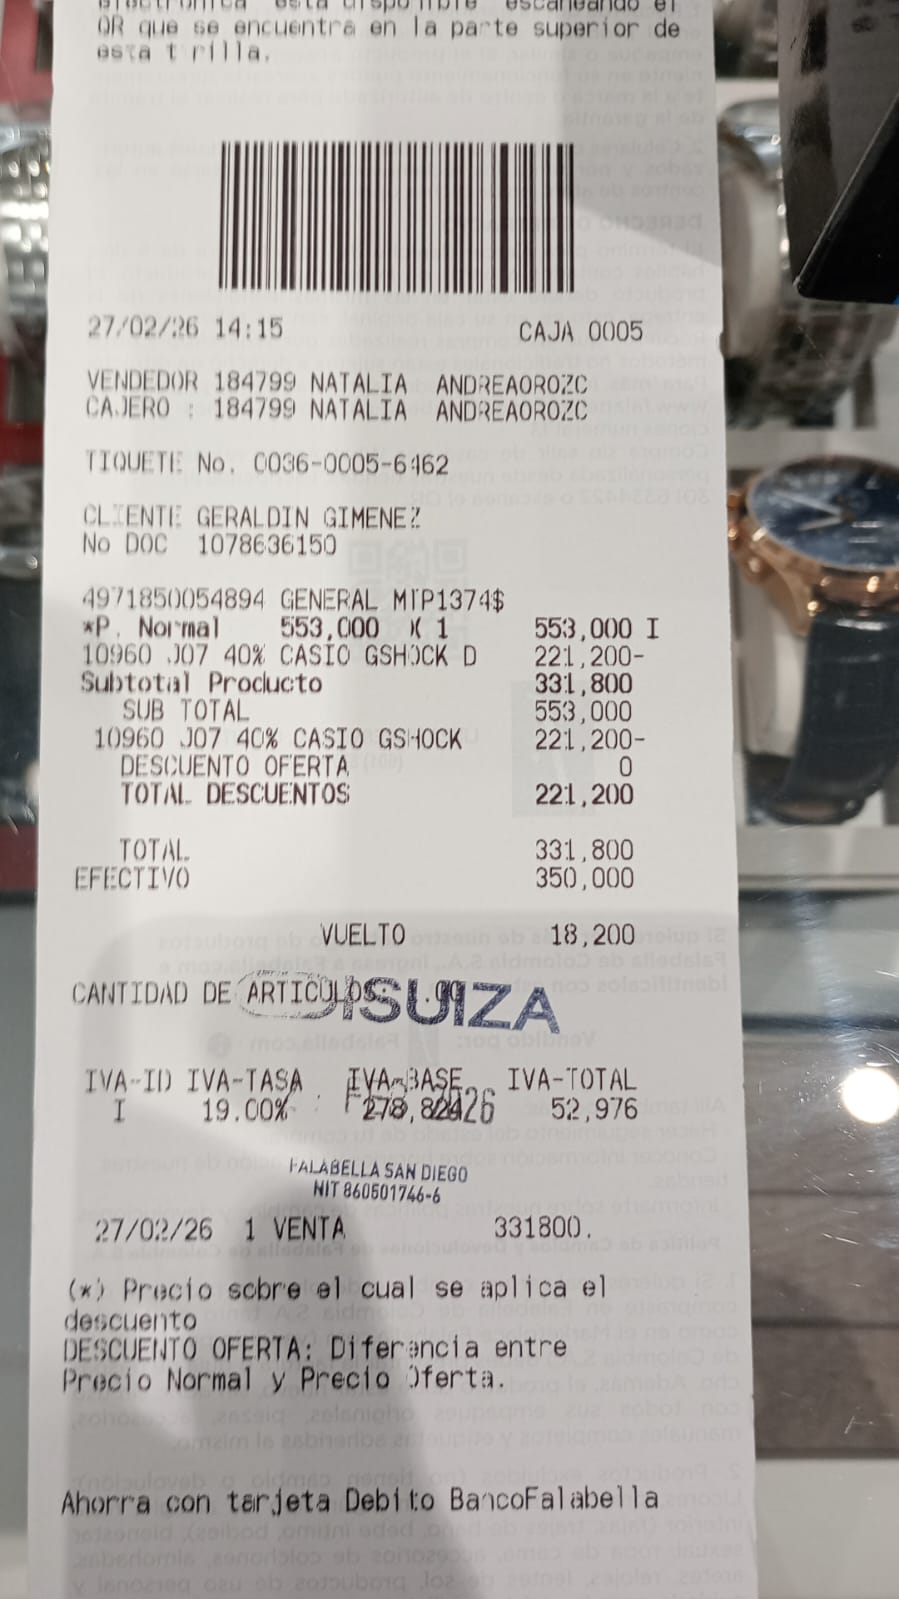 electronica esta disponible escaneando el
QR que se encuentra en la parte superior de
esta tirilla.
27/02/26 14:15 CAJA 0005
VENDEDOR 184799 NATALIA ANDREAOROZC
CAJERO : 184799 NATALIA ANDREAOROZC
TIQUETE No. 0036-0005-6462
CLIENTE GERALDIN GIMENEZ
No DOC 1078636150
4971850054894 GENERAL MTP1374$
*P. Normal 553,000 X 1 553,000 I
10960 J07 40% CASIO GSHOCK D 221,200-
Subtotal Producto 331,800
SUB TOTAL 553,000
10960 J07 40% CASIO GSHOCK 221,200-
DESCUENTO OFERTA 0
TOTAL DESCUENTOS 221,200
TOTAL 331,800
EFECTIVO 350,000
VUELTO 18,200
CANTIDAD DE ARTICULOS
SUIZA
IVA-ID IVA-TASA IVA-BASE IVA-TOTAL
I 19.00% 278,824 52,976
FALABELLA SAN DIEGO
NIT 860501746-6
27/02/26 1 VENTA 331800.
(*) Precio sobre el cual se aplica el
descuento
DESCUENTO OFERTA: Diferencia entre
Precio Normal y Precio Oferta.
Ahorra con tarjeta Debito BancoFalabella